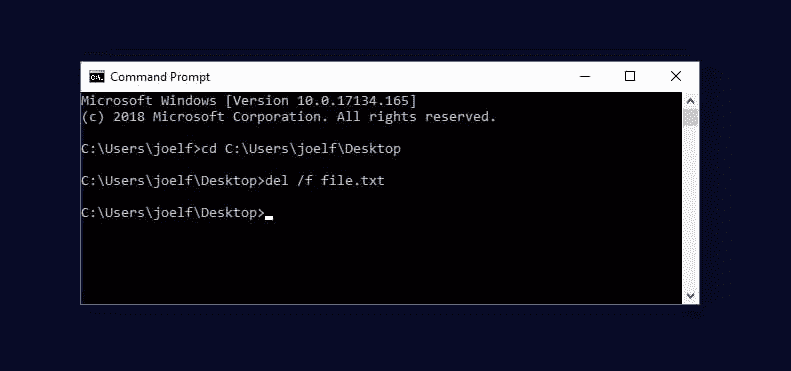 Command Prompt
Microsoft Windows [Version 10.0.17134.165]
(c) 2018 Microsoft Corporation. All rights reserved.
C:\Users\joelf>cd C:\Users\joelf\Desktop
C:\Users\joelf\Desktop>del /f file.txt
C:\Users\joelf\Desktop>